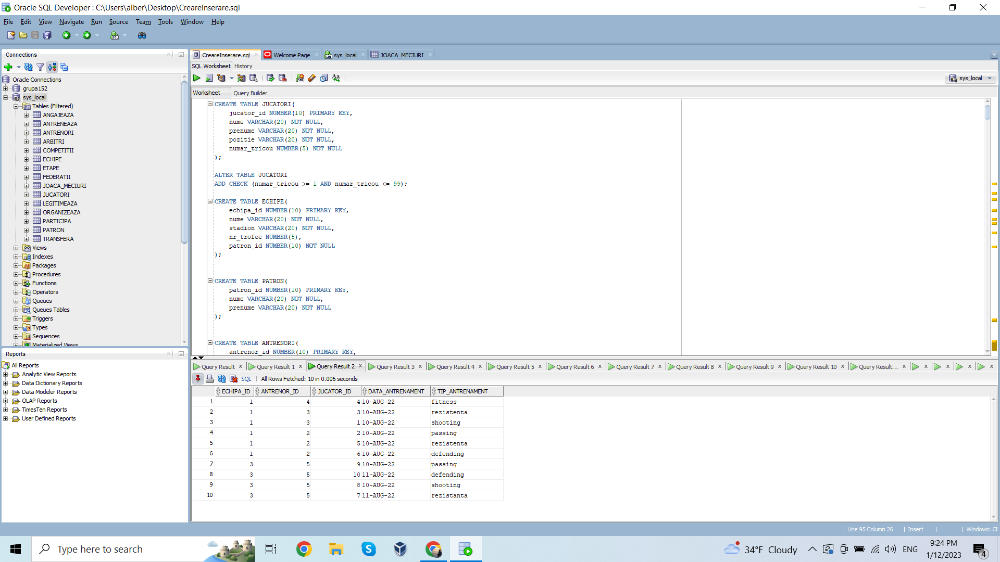 Oracle SQL Developer : C:\Users\alber\Desktop\CreareInserare.sql
File Edit View Navigate Run Source Team Tools Window Help
Connections
Oracle Connections
grupa152
sys_local
Tables (Filtered)
ANGAJEAZA
ANTRENEAZA
ANTRENORI
ARBITRI
COMPETITII
ECHIPE
ETAPE
FEDERATII
JOACA_MECIURI
JUCATORI
LEGITIMEAZA
ORGANIZEAZA
PARTICIPA
PATRON
TRANSFERA
Views
Indexes
Packages
Procedures
Functions
Operators
Queues
Queues Tables
Triggers
Types
Sequences
Materialized Views
Reports
All Reports
Analytic View Reports
Data Dictionary Reports
Data Modeler Reports
OLAP Reports
TimesTen Reports
User Defined Reports
CreareInserare.sql Welcome Page sys_local JOACA_MECIURI
SQL Worksheet History
sys_local
Worksheet Query Builder
CREATE TABLE JUCATORI(
jucator_id NUMBER(10) PRIMARY KEY,
nume VARCHAR(20) NOT NULL,
prenume VARCHAR(20) NOT NULL,
pozitie VARCHAR(20) NOT NULL,
numar_tricou NUMBER(5) NOT NULL
);
ALTER TABLE JUCATORI
ADD CHECK (numar_tricou >= 1 AND numar_tricou <= 99);
CREATE TABLE ECHIPE(
echipa_id NUMBER(10) PRIMARY KEY,
nume VARCHAR(20) NOT NULL,
stadion VARCHAR(20) NOT NULL,
nr_trofee NUMBER(5),
patron_id NUMBER(10) NOT NULL
);
CREATE TABLE PATRON(
patron_id NUMBER(10) PRIMARY KEY,
nume VARCHAR(20) NOT NULL,
prenume VARCHAR(20) NOT NULL
);
CREATE TABLE ANTRENORI(
antrenor_id NUMBER(10) PRIMARY KEY,
Query Result Query Result 1 Query Result 2 Query Result 3 Query Result 4 Query Result 5 Query Result 6 Query Result 7 Query Result 8 Query Result 9 Query Result 10 Query Result...
SQL All Rows Fetched: 10 in 0.006 seconds
ECHIPA_ID ANTRENOR_ID JUCATOR_ID DATA_ANTRENAMENT TIP_ANTRENAMENT
1 1 4 4 10-AUG-22 fitness
2 1 3 3 10-AUG-22 rezistenta
3 1 3 1 10-AUG-22 shooting
4 1 2 2 10-AUG-22 passing
5 1 2 5 10-AUG-22 rezistenta
6 1 2 6 10-AUG-22 defending
7 3 5 9 10-AUG-22 passing
8 3 5 10 11-AUG-22 defending
9 3 5 8 10-AUG-22 shooting
10 3 5 7 11-AUG-22 rezistanta
Line 95 Column 26 Insert Windows: CF
Type here to search
34°F Cloudy ENG
9:24 PM
1/12/2023
4